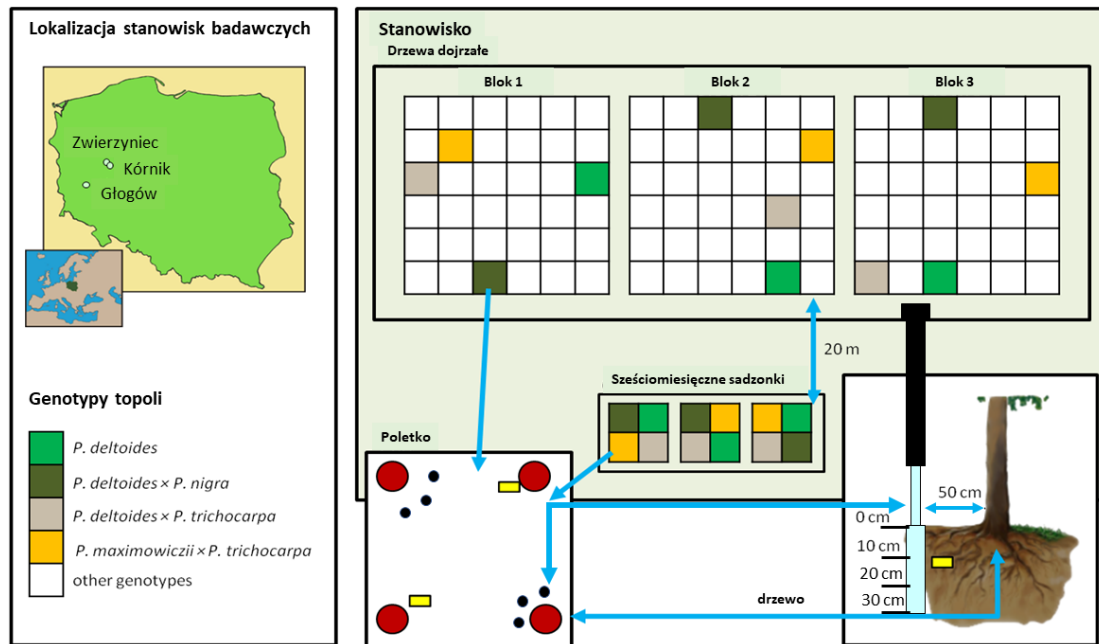 Lokalizacja stanowisk badawczych
Zwierzyniec
Kórnik
Głogów
Genotypy topoli
P. deltoides
P. deltoides × P. nigra
P. deltoides × P. trichocarpa
P. maximowiczii × P. trichocarpa
other genotypes
Stanowisko
Drzewa dojrzałe
Blok 1
Blok 2
Blok 3
20 m
Sześciomiesięczne sadzonki
Poletko
50 cm
0 cm
10 cm
20 cm
30 cm
drzewo